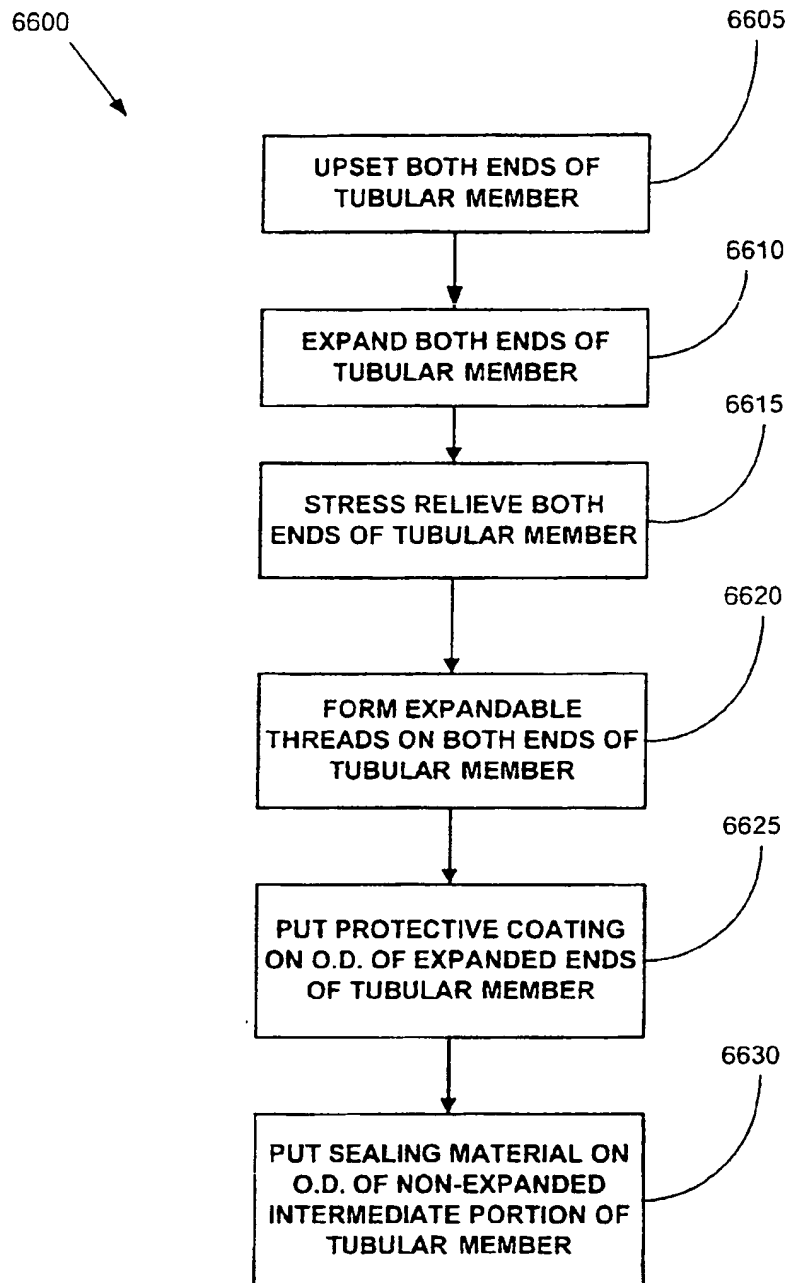 6600
6605
UPSET BOTH ENDS OF
TUBULAR MEMBER
6610
EXPAND BOTH ENDS OF
TUBULAR MEMBER
6615
STRESS RELIEVE BOTH
ENDS OF TUBULAR MEMBER
6620
FORM EXPANDABLE
THREADS ON BOTH ENDS OF
TUBULAR MEMBER
6625
PUT PROTECTIVE COATING
ON O.D. OF EXPANDED ENDS
OF TUBULAR MEMBER
6630
PUT SEALING MATERIAL ON
O.D. OF NON-EXPANDED
INTERMEDIATE PORTION OF
TUBULAR MEMBER